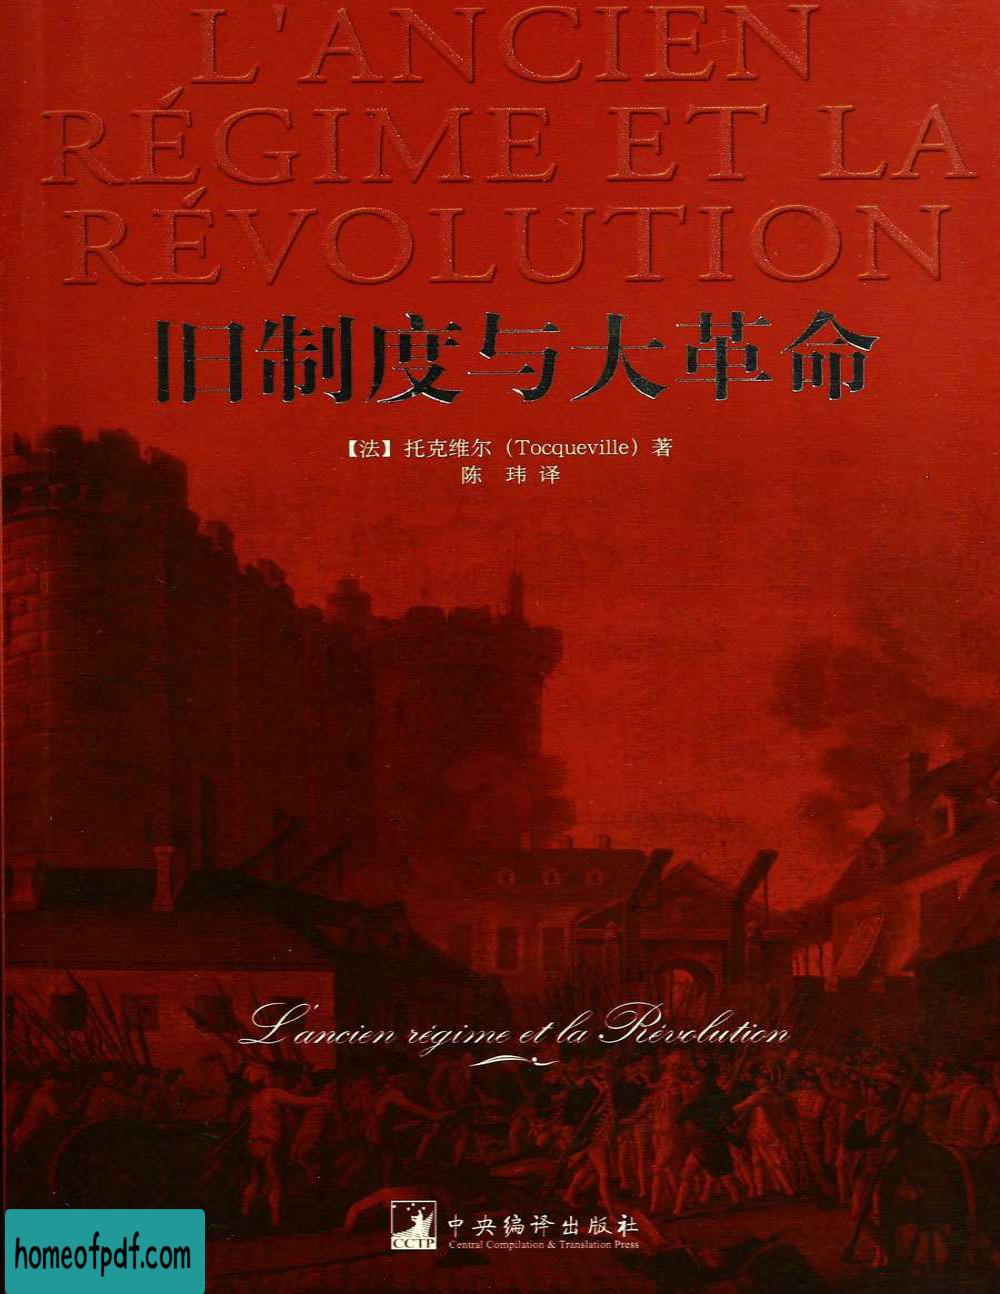 L'ANCIEN
RÉGIME ET LA
RÉVOLUTION
旧制度与大革命
【法】托克维尔（Tocqueville）著
陈 玮 译
L'ancien régime et la Révolution
CCTP
中央编译出版社
Central Compilation & Translation Press
homeofpdf.com